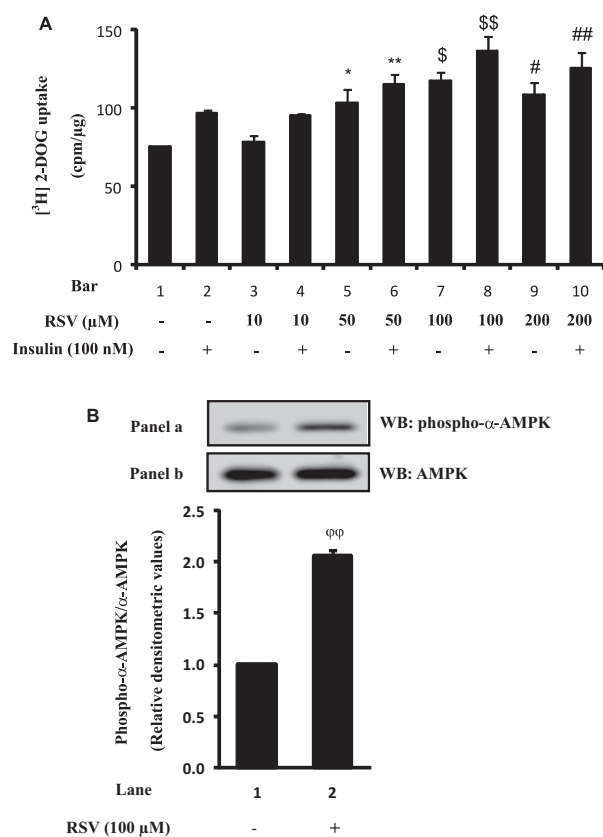 A
[³H] 2-DOG uptake
(cpm/µg)
150
100
50
0
* ** $ $$ # ##
Bar 1 2 3 4 5 6 7 8 9 10
RSV (µM) - - 10 10 50 50 100 100 200 200
Insulin (100 nM) - + - + - + - + - +
B
Panel a WB: phospho-α-AMPK
Panel b WB: AMPK
Phospho-α-AMPK/α-AMPK
(Relative densitometric values)
2.5
2.0
1.5
1.0
0.5
0.0
φφ
Lane 1 2
RSV (100 µM) - +